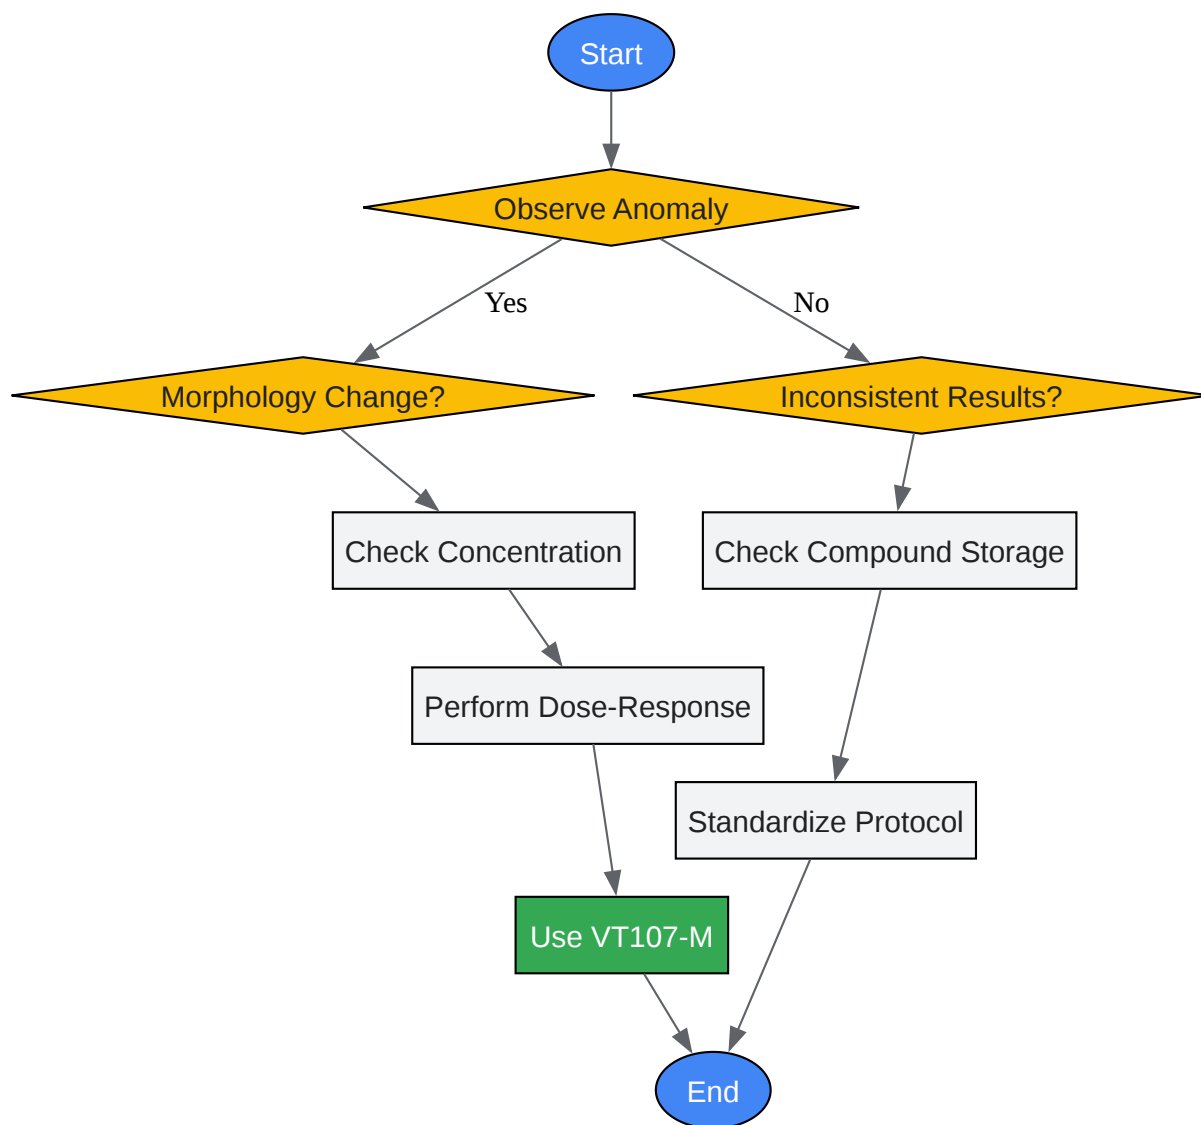 Start
Observe Anomaly
Yes
No
Morphology Change?
Inconsistent Results?
Check Concentration
Check Compound Storage
Perform Dose-Response
Standardize Protocol
Use VT107-M
End